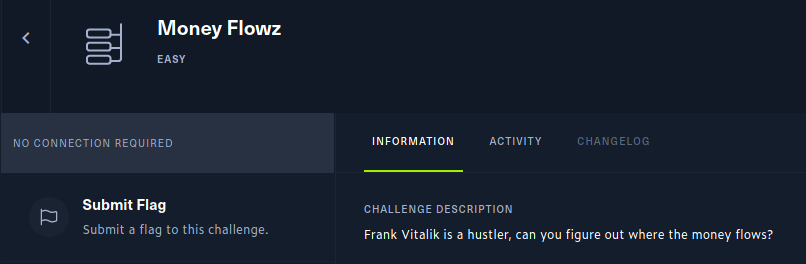 Money Flowz
EASY
NO CONNECTION REQUIRED
INFORMATION
ACTIVITY
CHANGELOG
Submit Flag
Submit a flag to this challenge.
CHALLENGE DESCRIPTION
Frank Vitalik is a hustler, can you figure out where the money flows?